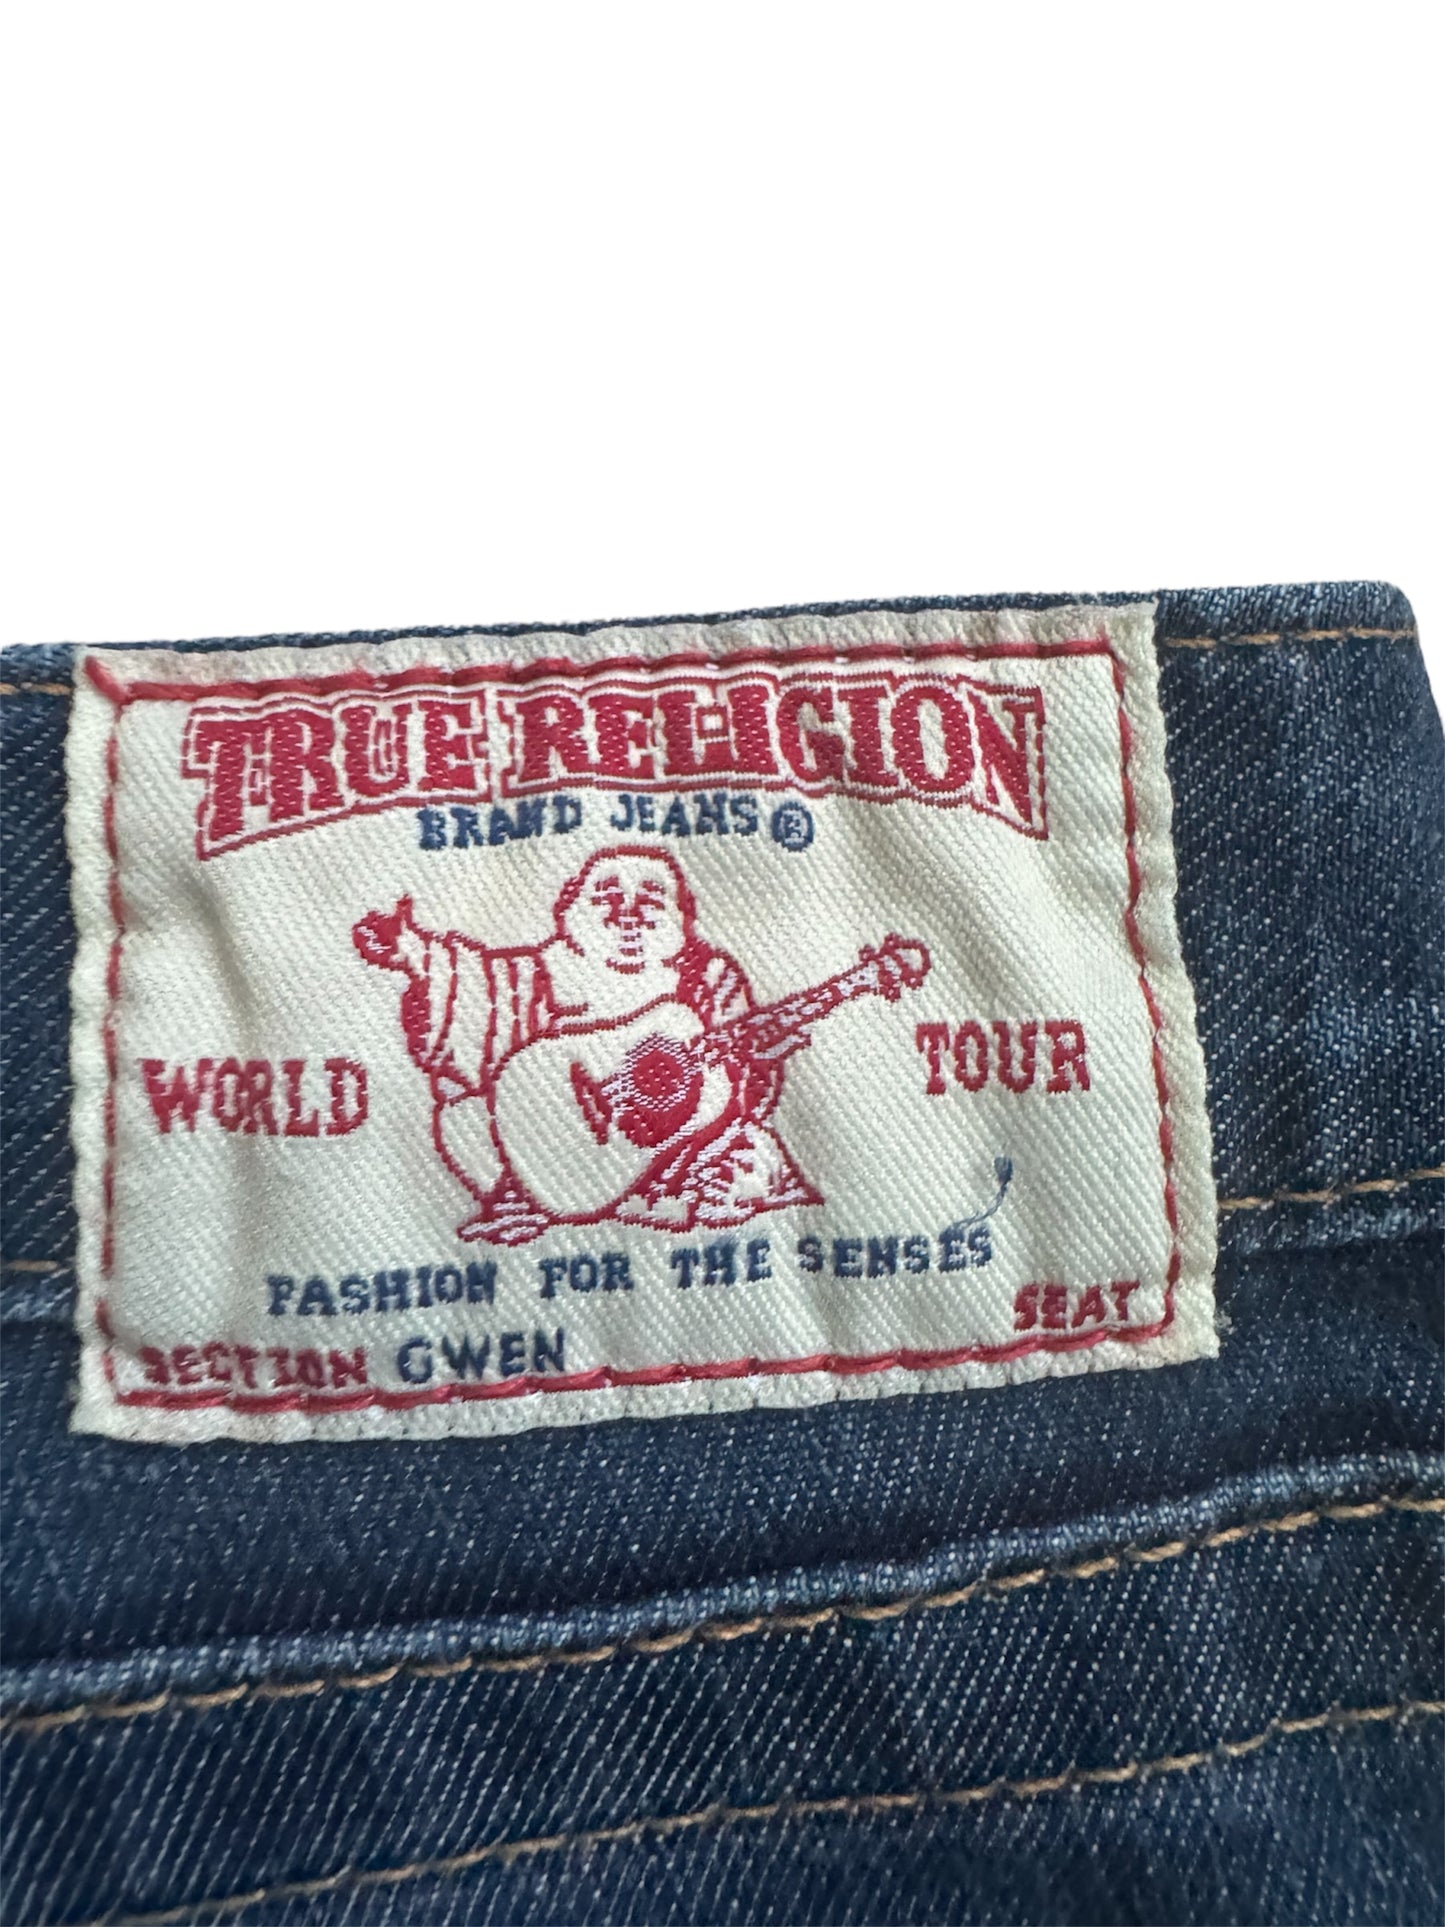 TRUE RELIGION
BRAND JEANS ®
WORLD TOUR
FASHION FOR THE SENSES
SECTION GWEN SEAT